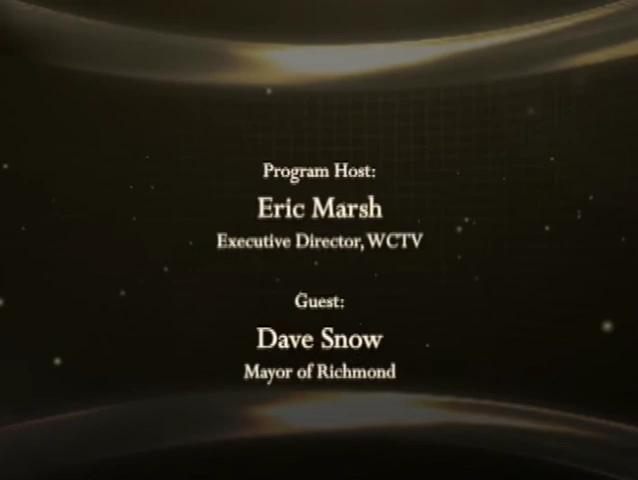 Program Host:
Eric Marsh
Executive Director, WCTV
Guest:
Dave Snow
Mayor of Richmond